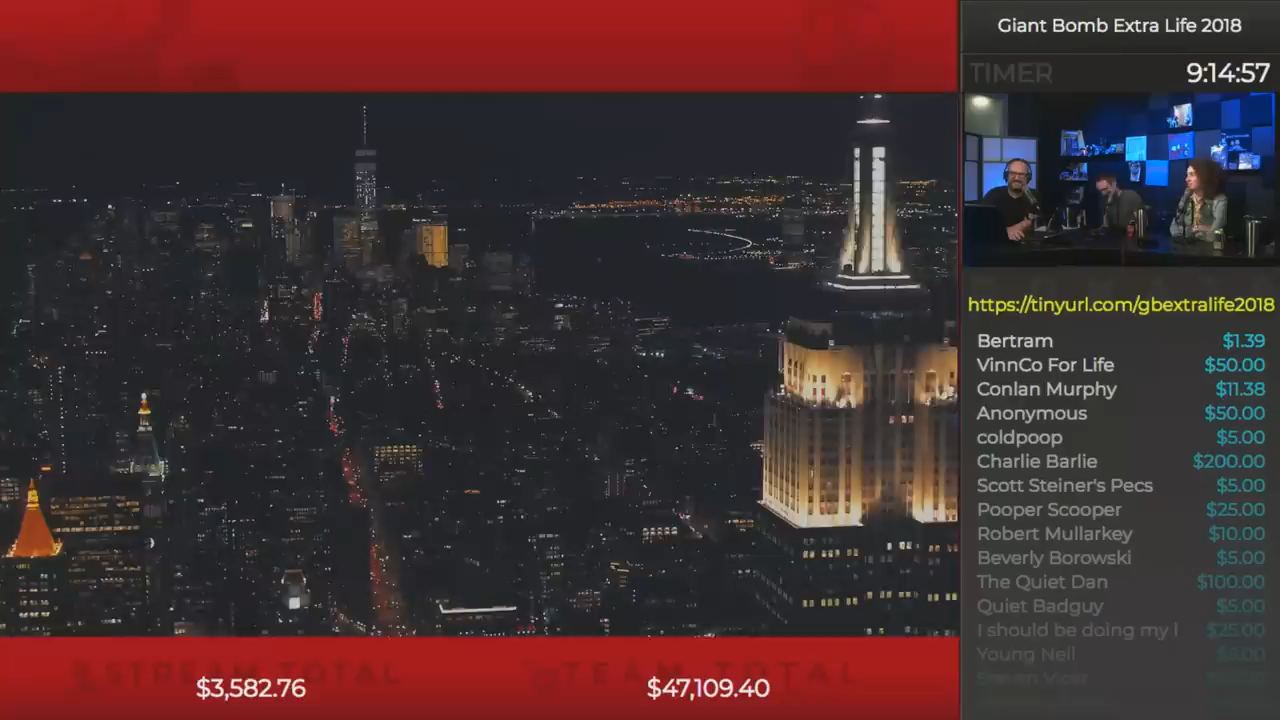 Giant Bomb Extra Life 2018
TIMER 9:14:57
https://tinyurl.com/gbextralife2018
Bertram $1.39
VinnCo For Life $50.00
Conlan Murphy $11.38
Anonymous $50.00
coldpoop $5.00
Charlie Barlie $200.00
Scott Steiner's Pecs $5.00
Pooper Scooper $25.00
Robert Mullarkey $10.00
Beverly Borowski $5.00
The Quiet Dan $100.00
Quiet Badguy $5.00
I should be doing my l $25.00
Young Neil
STREAM TOTAL TEAM TOTAL
$3,582.76 $47,109.40